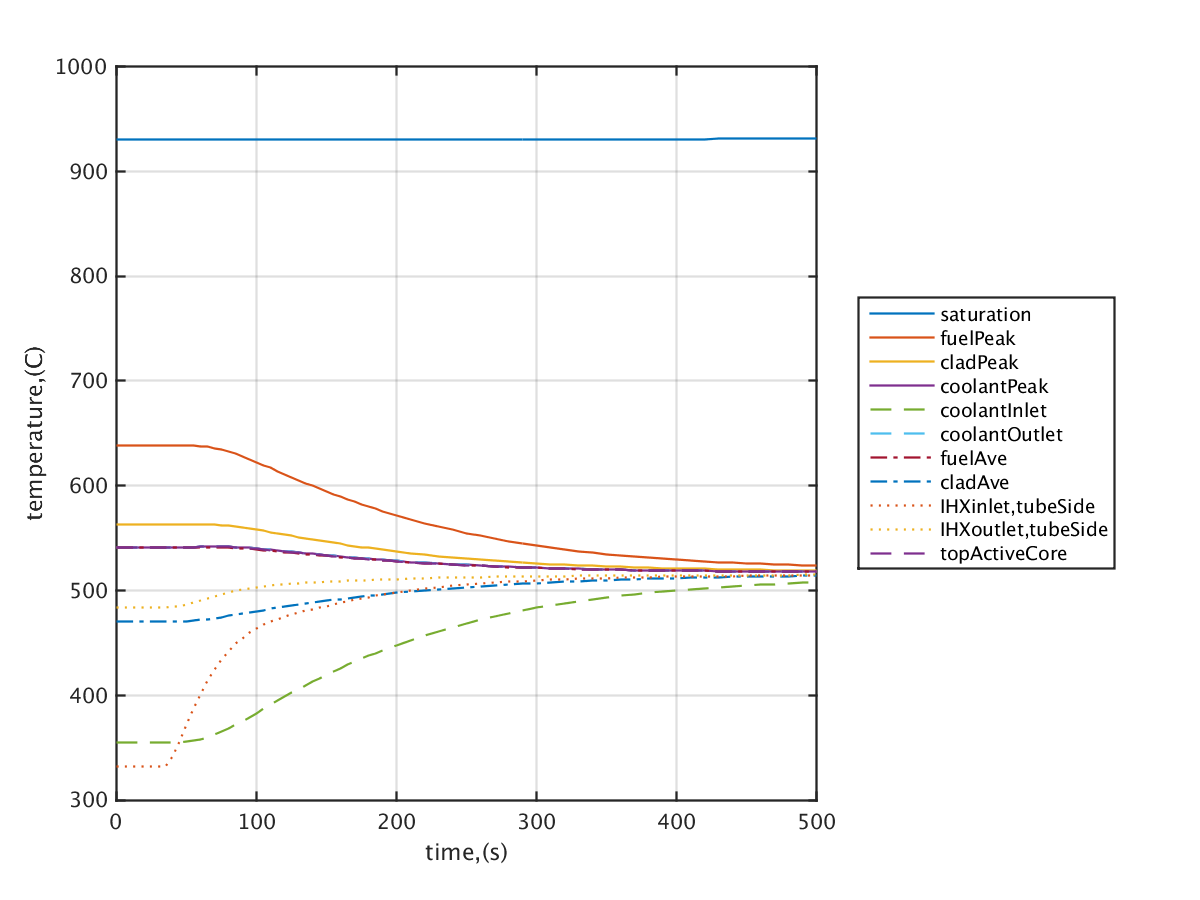 1000
900
800
700
600
500
400
300
temperature,(C)
0 100 200 300 400 500
time,(s)
saturation
fuelPeak
cladPeak
coolantPeak
coolantInlet
coolantOutlet
fuelAve
cladAve
IHXinlet,tubeSide
IHXoutlet,tubeSide
topActiveCore